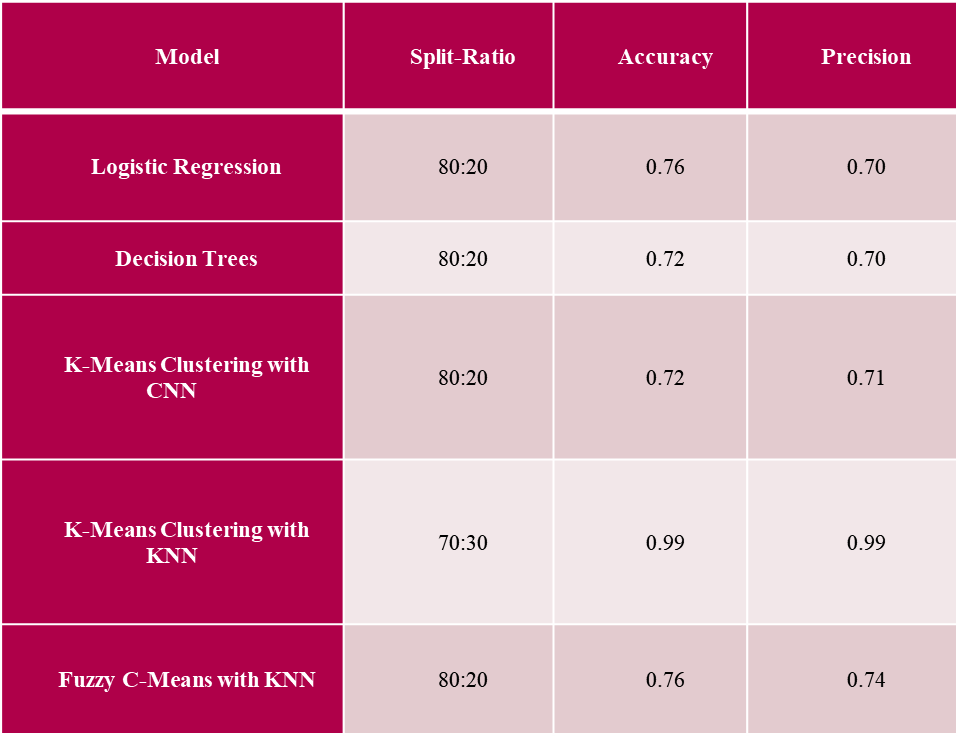 Model Split-Ratio Accuracy Precision
Logistic Regression 80:20 0.76 0.70
Decision Trees 80:20 0.72 0.70
K-Means Clustering with
CNN 80:20 0.72 0.71
K-Means Clustering with
KNN 70:30 0.99 0.99
Fuzzy C-Means with KNN 80:20 0.76 0.74